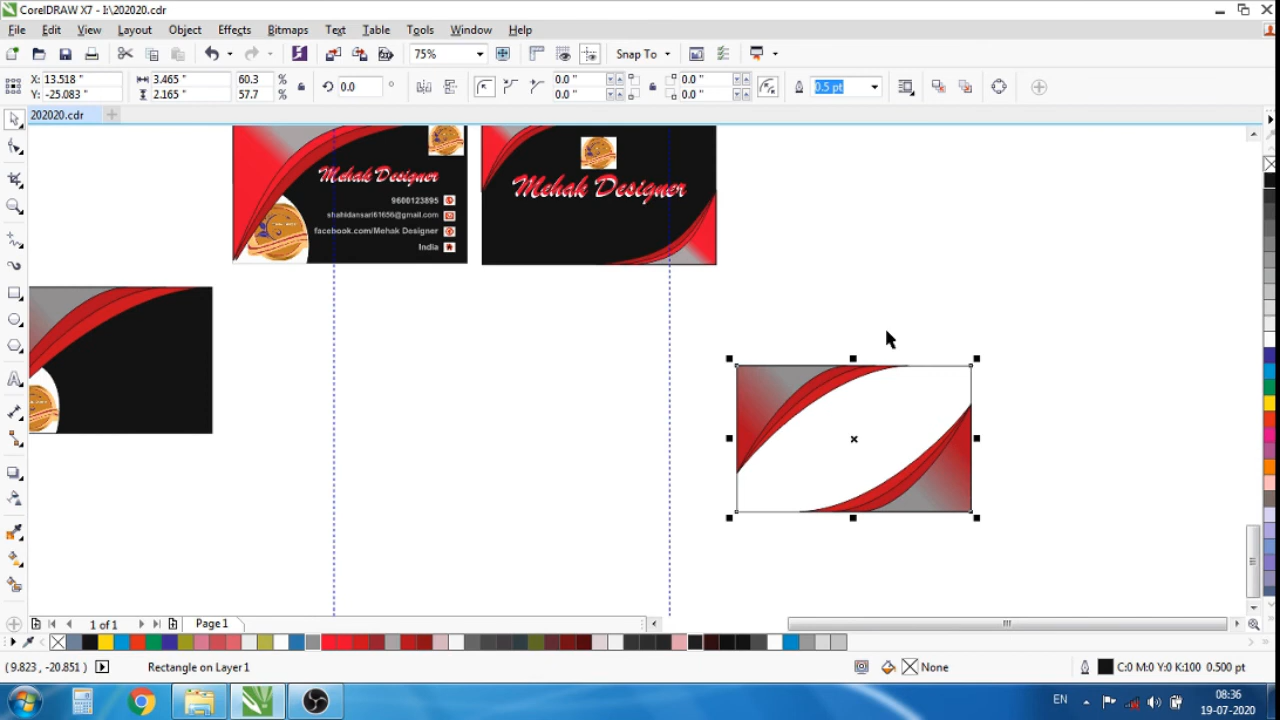 CorelDRAW X7 - I:\202020.cdr
File Edit View Layout Object Effects Bitmaps Text Table Tools Window Help
75% Snap To
X: 13.518 " 3.465 " 60.3 % 0.0 0.0 " 0.0 " 0.5 pt
Y: -25.083 " 2.165 " 57.7 % 0.0 " 0.0 "
202020.cdr
Mehak Designer
9600123895
shahidansari61656@gmail.com
facebook.com/Mehak Designer
India
Mehak Designer
1 of 1 Page 1
(9.823, -20.851) Rectangle on Layer 1 None C:0 M:0 Y:0 K:100 0.500 pt
EN 08:36
19-07-2020